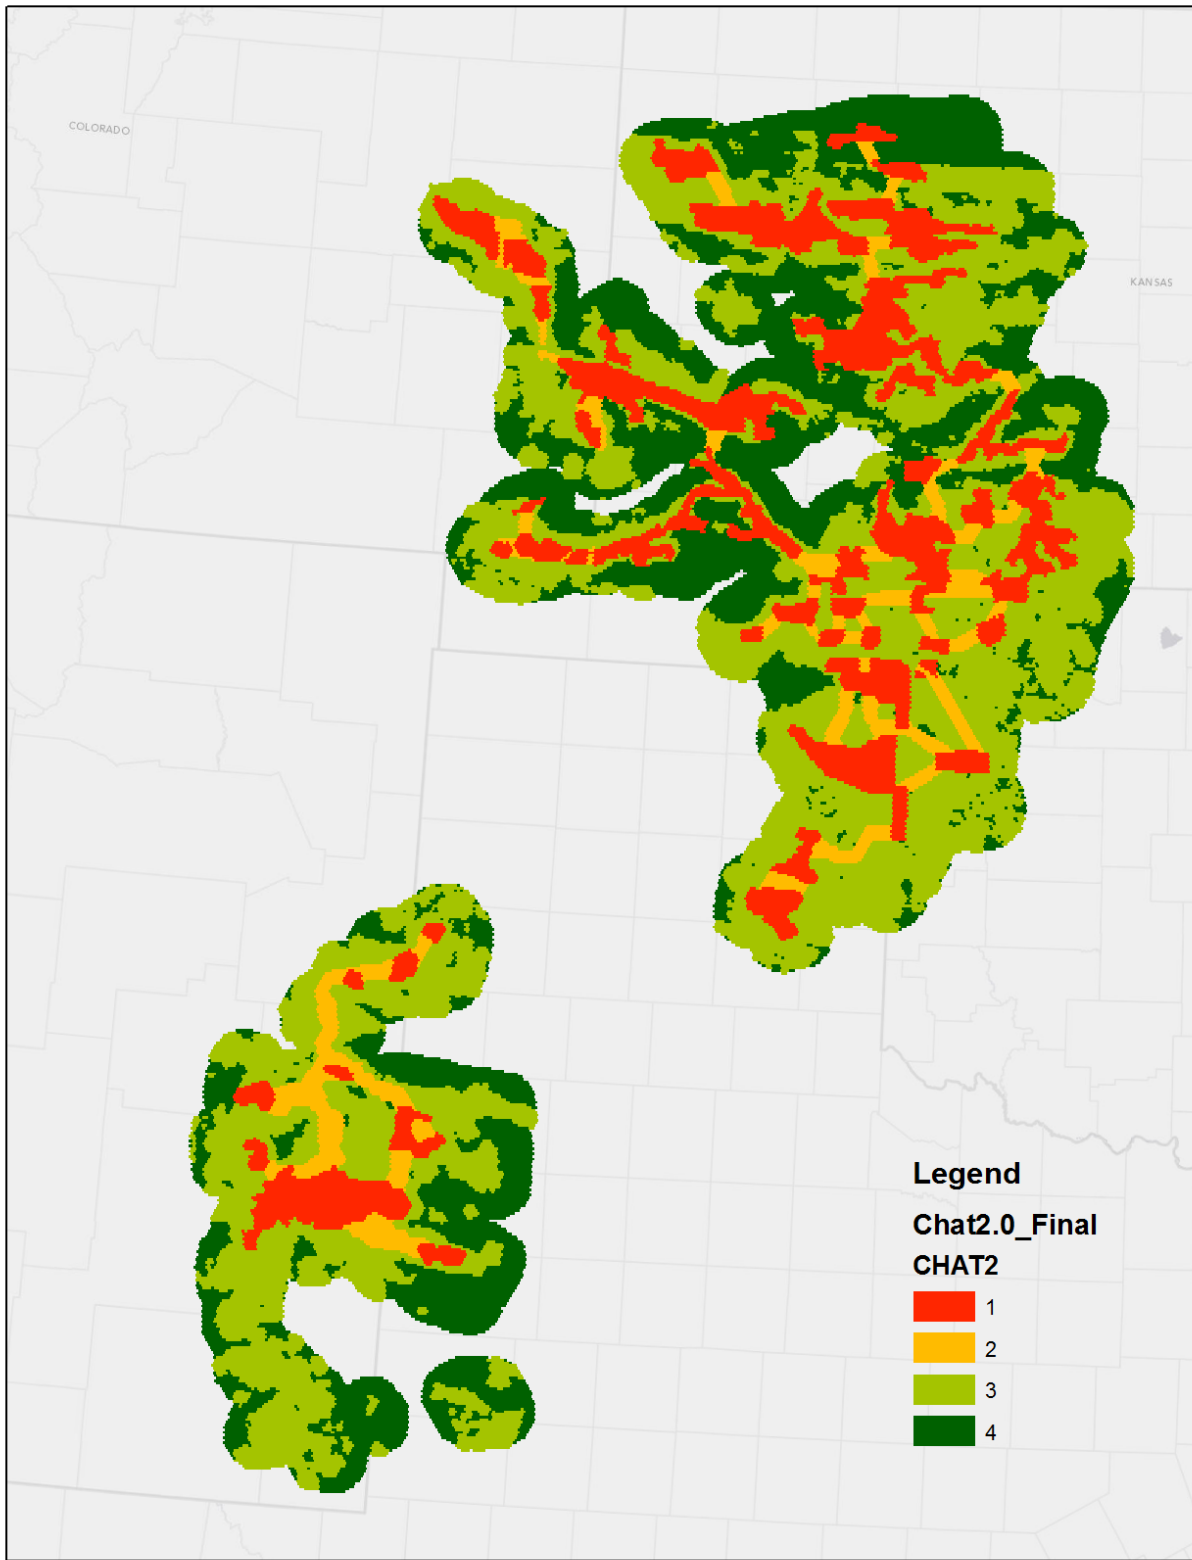 COLORADO
KANSAS
Legend
Chat2.0_Final
CHAT2
1
2
3
4